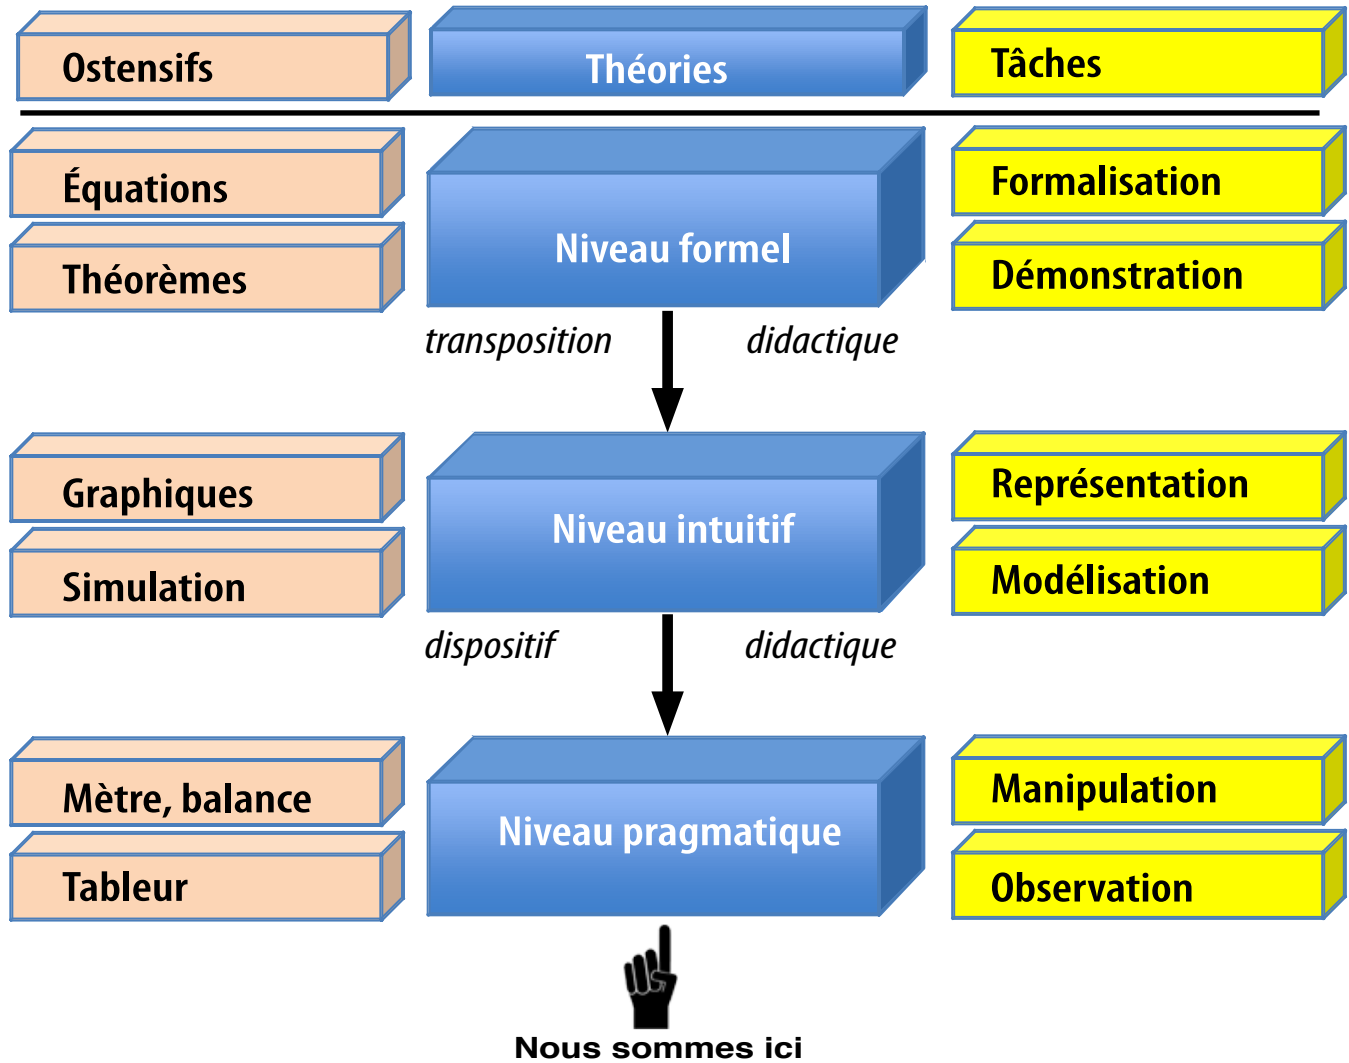 Ostensifs
Théories
Tâches
Équations
Théorèmes
Niveau formel
Formalisation
Démonstration
transposition didactique
Graphiques
Simulation
Niveau intuitif
Représentation
Modélisation
dispositif didactique
Mètre, balance
Tableur
Niveau pragmatique
Manipulation
Observation
Nous sommes ici